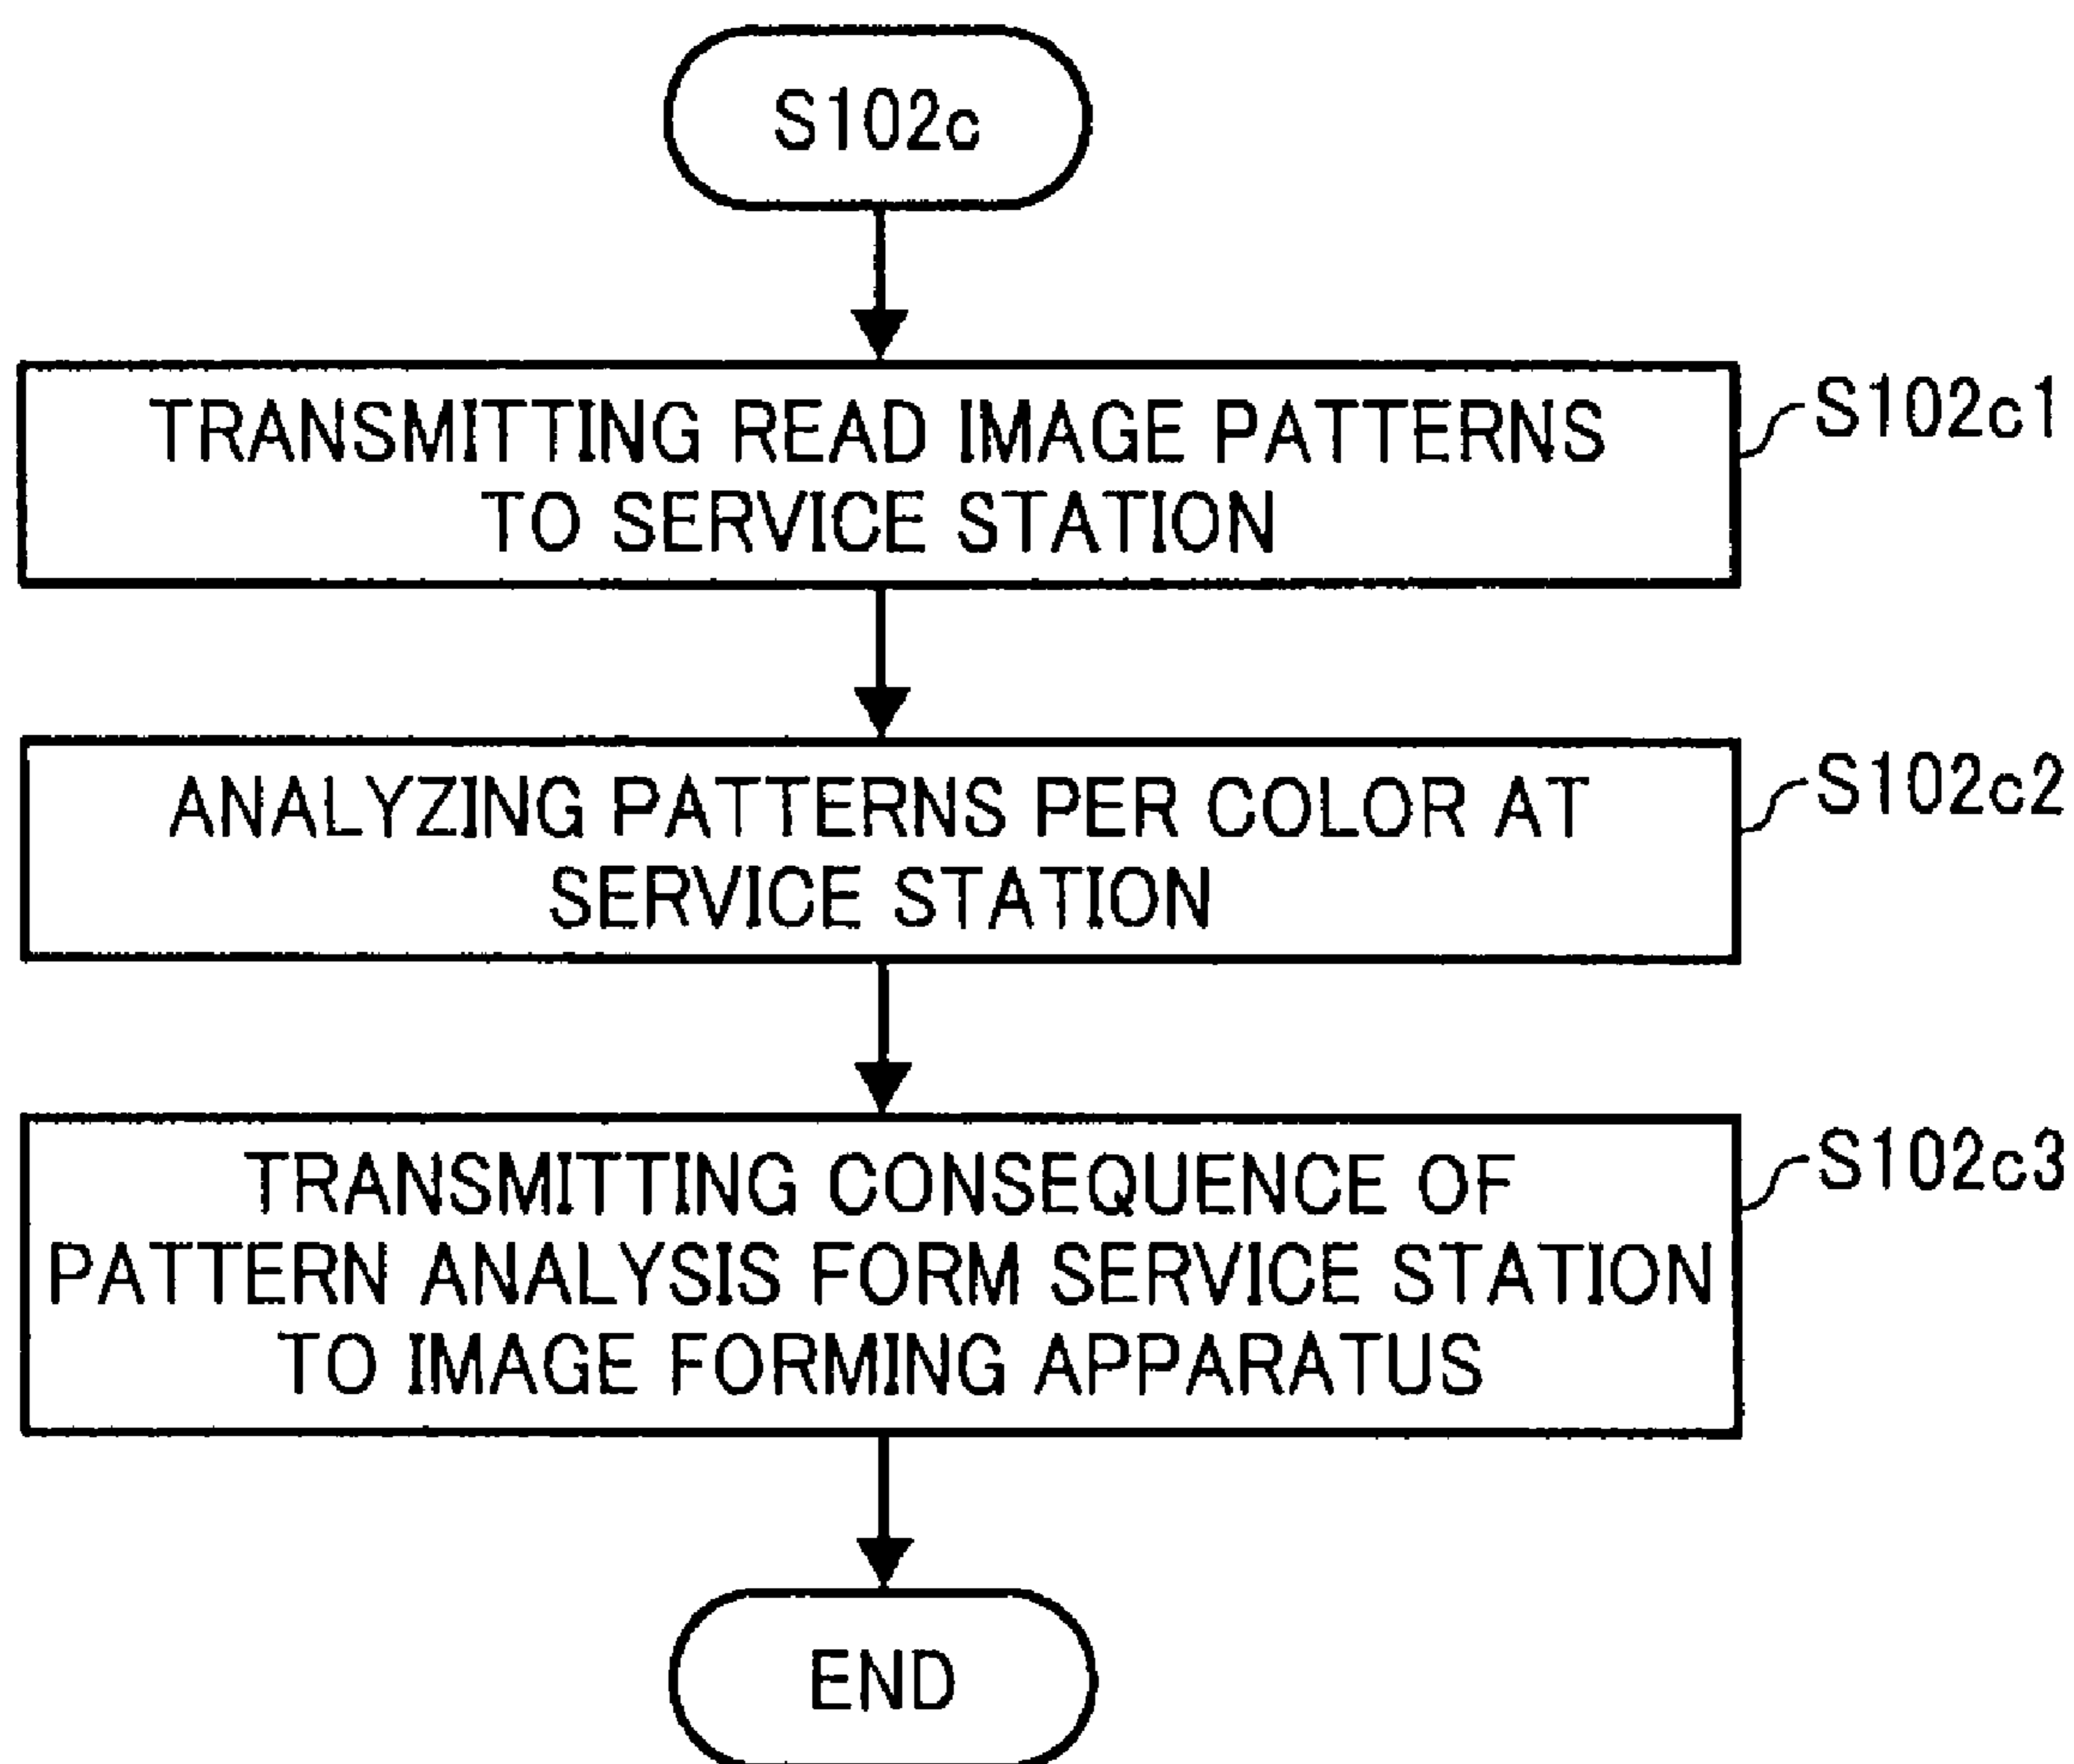 S102c
TRANSMITTING READ IMAGE PATTERNS
TO SERVICE STATION
S102c1
ANALYZING PATTERNS PER COLOR AT
SERVICE STATION
S102c2
TRANSMITTING CONSEQUENCE OF
PATTERN ANALYSIS FORM SERVICE STATION
TO IMAGE FORMING APPARATUS
S102c3
END